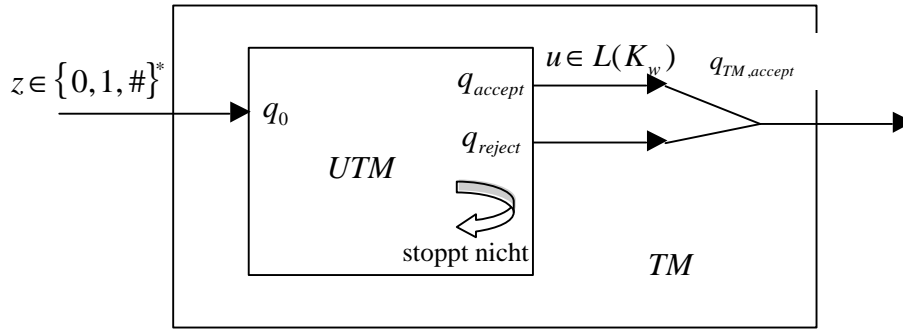 z ∈ {0,1,#}*
q₀
UTM
q_accept
q_reject
stoppt nicht
u ∈ L(K_w)
q_TM,accept
TM